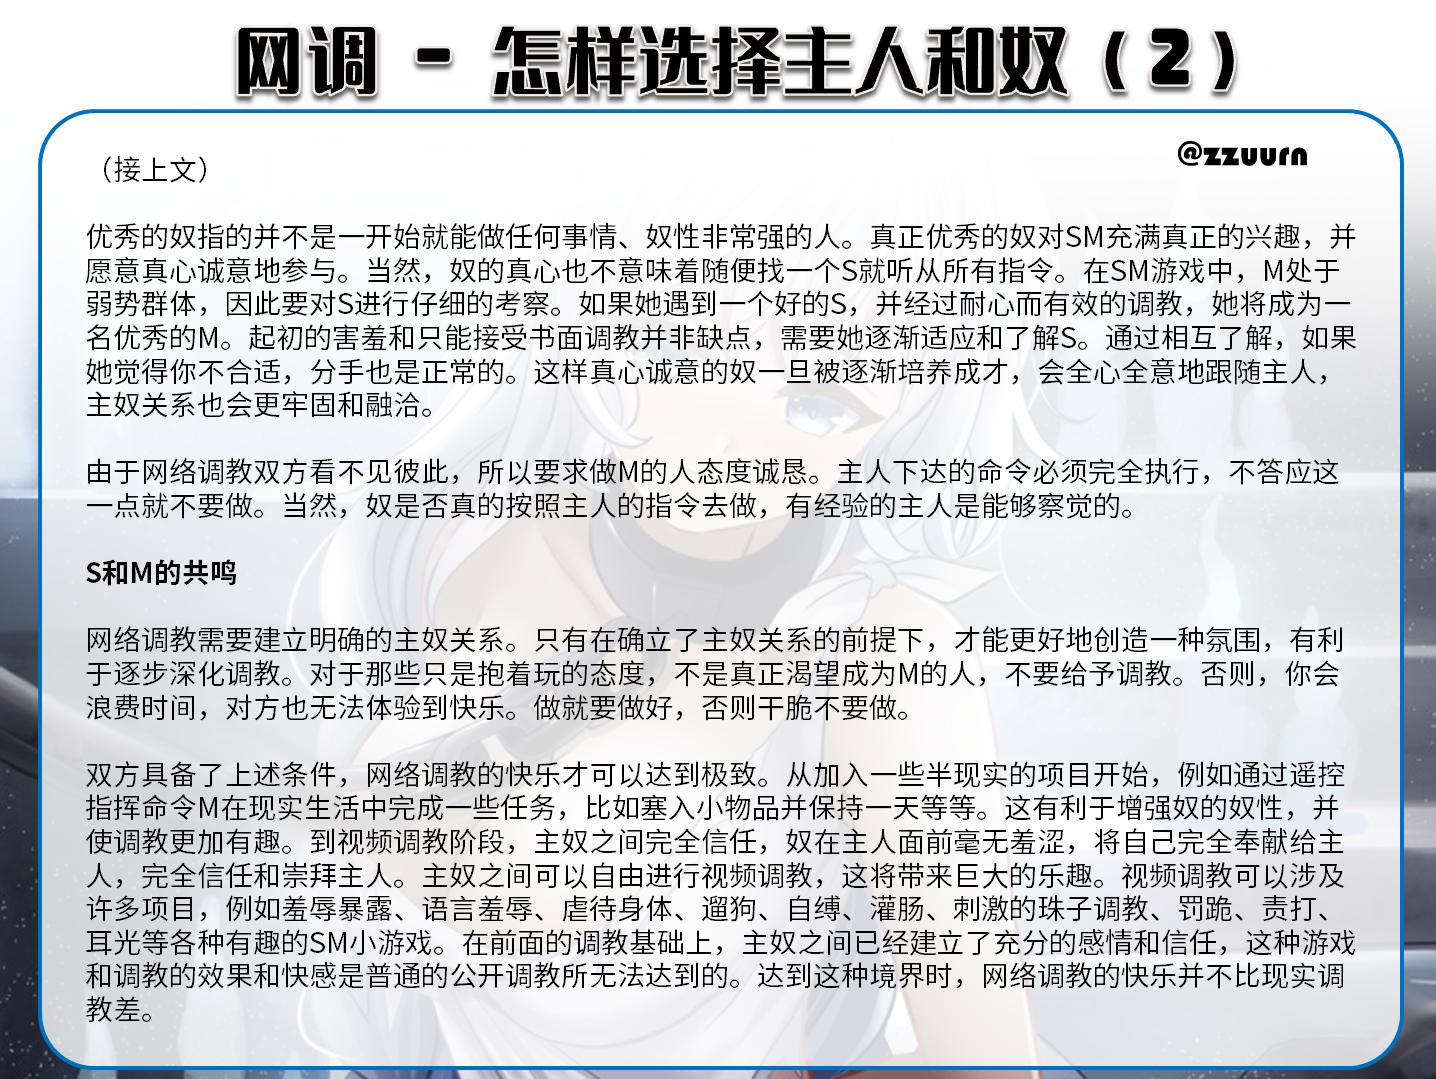 网调 - 怎样选择主人和奴（2）
@zzuurn
（接上文）
优秀的奴指的并不是一开始就能做任何事情、奴性非常强的人。真正优秀的奴对SM充满真正的兴趣，并
愿意真心诚意地参与。当然，奴的真心也不意味着随便找一个S就听从所有指令。在SM游戏中，M处于
弱势群体，因此要对S进行仔细的考察。如果她遇到一个好的S，并经过耐心而有效的调教，她将成为一
名优秀的M。起初的害羞和只能接受书面调教并非缺点，需要她逐渐适应和了解S。通过相互了解，如果
她觉得你不合适，分手也是正常的。这样真心诚意的奴一旦被逐渐培养成才，会全心全意地跟随主人，
主奴关系也会更牢固和融洽。
由于网络调教双方看不见彼此，所以要求做M的人态度诚恳。主人下达的命令必须完全执行，不答应这
一点就不要做。当然，奴是否真的按照主人的指令去做，有经验的主人是能够察觉的。
S和M的共鸣
网络调教需要建立明确的主奴关系。只有在确立了主奴关系的前提下，才能更好地创造一种氛围，有利
于逐步深化调教。对于那些只是抱着玩的态度，不是真正渴望成为M的人，不要给予调教。否则，你会
浪费时间，对方也无法体验到快乐。做就要做好，否则干脆不要做。
双方具备了上述条件，网络调教的快乐才可以达到极致。从加入一些半现实的项目开始，例如通过遥控
指挥命令M在现实生活中完成一些任务，比如塞入小物品并保持一天等等。这有利于增强奴的奴性，并
使调教更加有趣。到视频调教阶段，主奴之间完全信任，奴在主人面前毫无羞涩，将自己完全奉献给主
人，完全信任和崇拜主人。主奴之间可以自由进行视频调教，这将带来巨大的乐趣。视频调教可以涉及
许多项目，例如羞辱暴露、语言羞辱、虐待身体、遛狗、自缚、灌肠、刺激的珠子调教、罚跪、责打、
耳光等各种有趣的SM小游戏。在前面的调教基础上，主奴之间已经建立了充分的感情和信任，这种游戏
和调教的效果和快感是普通的公开调教所无法达到的。达到这种境界时，网络调教的快乐并不比现实调
教差。